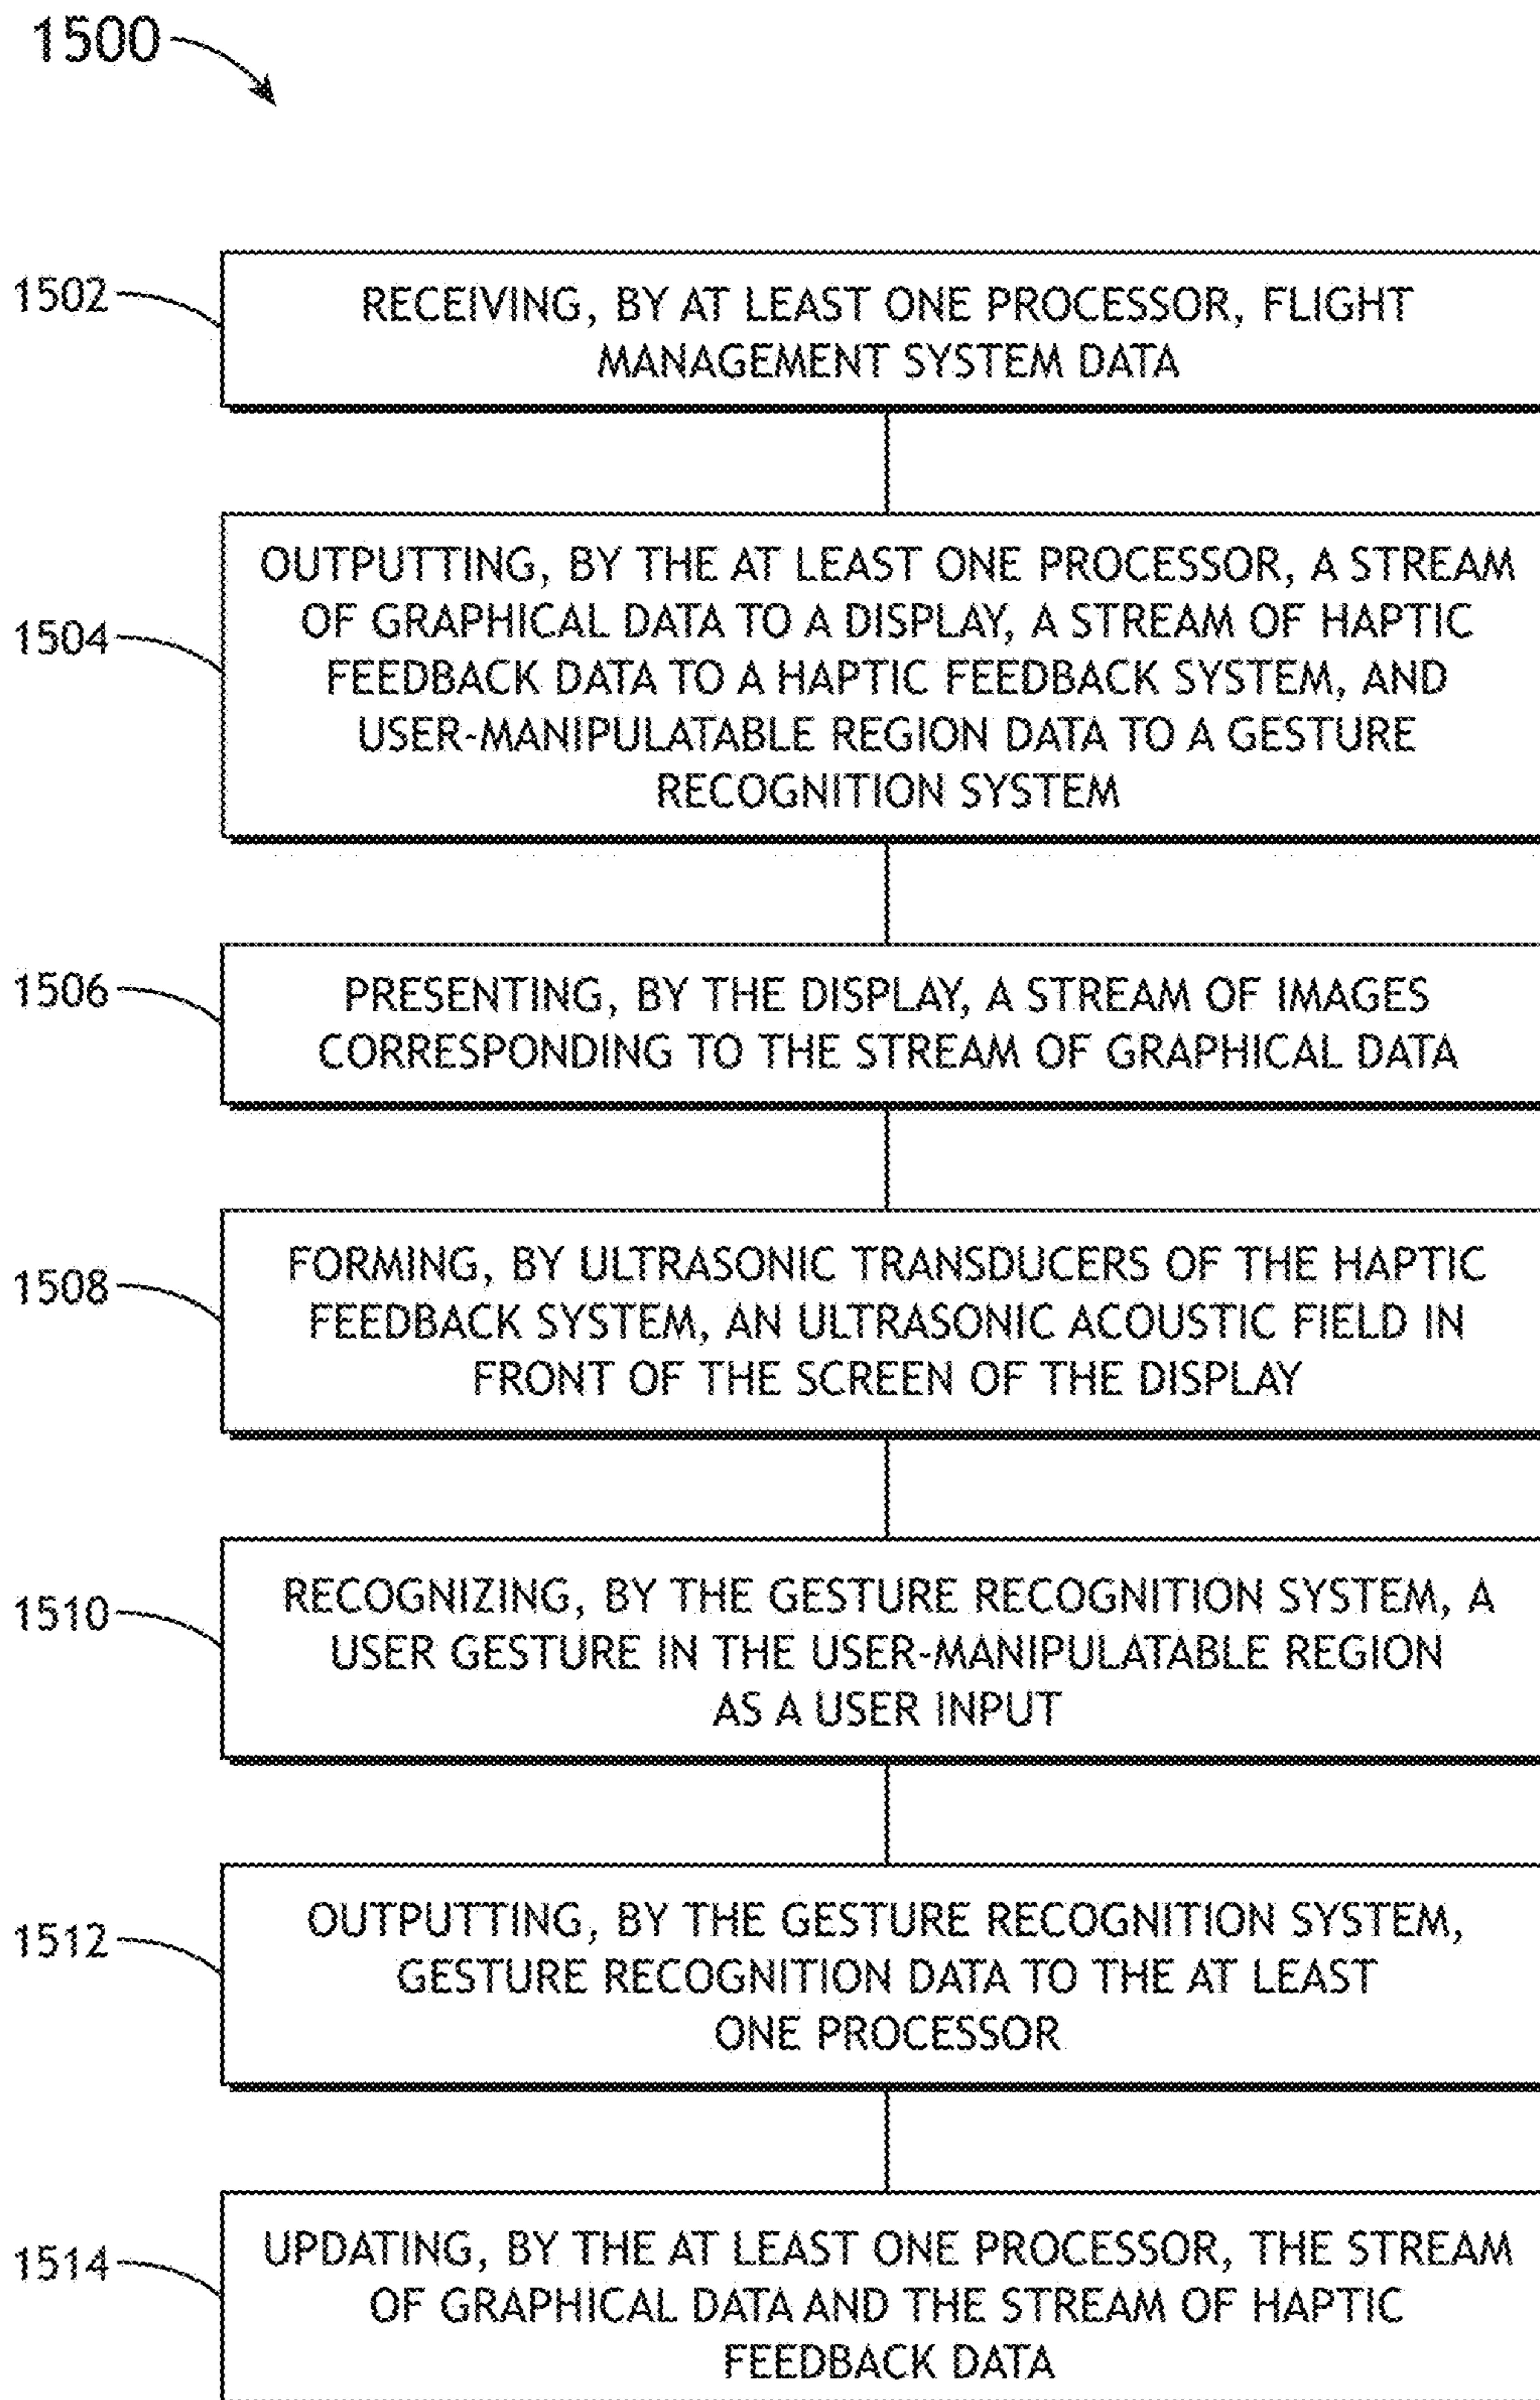 1500
1502
RECEIVING, BY AT LEAST ONE PROCESSOR, FLIGHT
MANAGEMENT SYSTEM DATA
1504
OUTPUTTING, BY THE AT LEAST ONE PROCESSOR, A STREAM
OF GRAPHICAL DATA TO A DISPLAY, A STREAM OF HAPTIC
FEEDBACK DATA TO A HAPTIC FEEDBACK SYSTEM, AND
USER-MANIPULATABLE REGION DATA TO A GESTURE
RECOGNITION SYSTEM
1506
PRESENTING, BY THE DISPLAY, A STREAM OF IMAGES
CORRESPONDING TO THE STREAM OF GRAPHICAL DATA
1508
FORMING, BY ULTRASONIC TRANSDUCERS OF THE HAPTIC
FEEDBACK SYSTEM, AN ULTRASONIC ACOUSTIC FIELD IN
FRONT OF THE SCREEN OF THE DISPLAY
1510
RECOGNIZING, BY THE GESTURE RECOGNITION SYSTEM, A
USER GESTURE IN THE USER-MANIPULATABLE REGION
AS A USER INPUT
1512
OUTPUTTING, BY THE GESTURE RECOGNITION SYSTEM,
GESTURE RECOGNITION DATA TO THE AT LEAST
ONE PROCESSOR
1514
UPDATING, BY THE AT LEAST ONE PROCESSOR, THE STREAM
OF GRAPHICAL DATA AND THE STREAM OF HAPTIC
FEEDBACK DATA